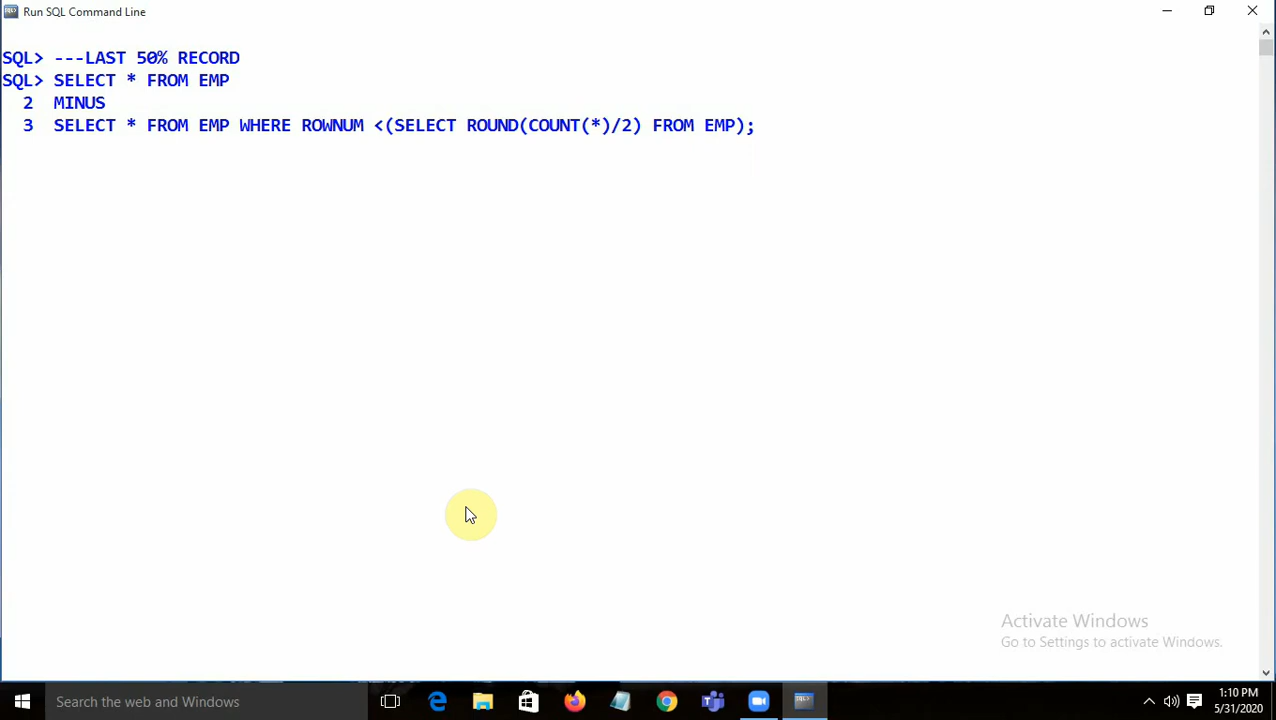 Run SQL Command Line
SQL> ---LAST 50% RECORD
SQL> SELECT * FROM EMP
2 MINUS
3 SELECT * FROM EMP WHERE ROWNUM <(SELECT ROUND(COUNT(*)/2) FROM EMP);
Activate Windows
Go to Settings to activate Windows.
Search the web and Windows
1:10 PM
5/31/2020